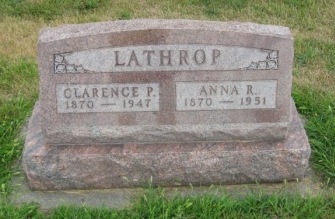 LATHROP
CLARENCE P. ANNA R.
1870 — 1947 1870 — 1951